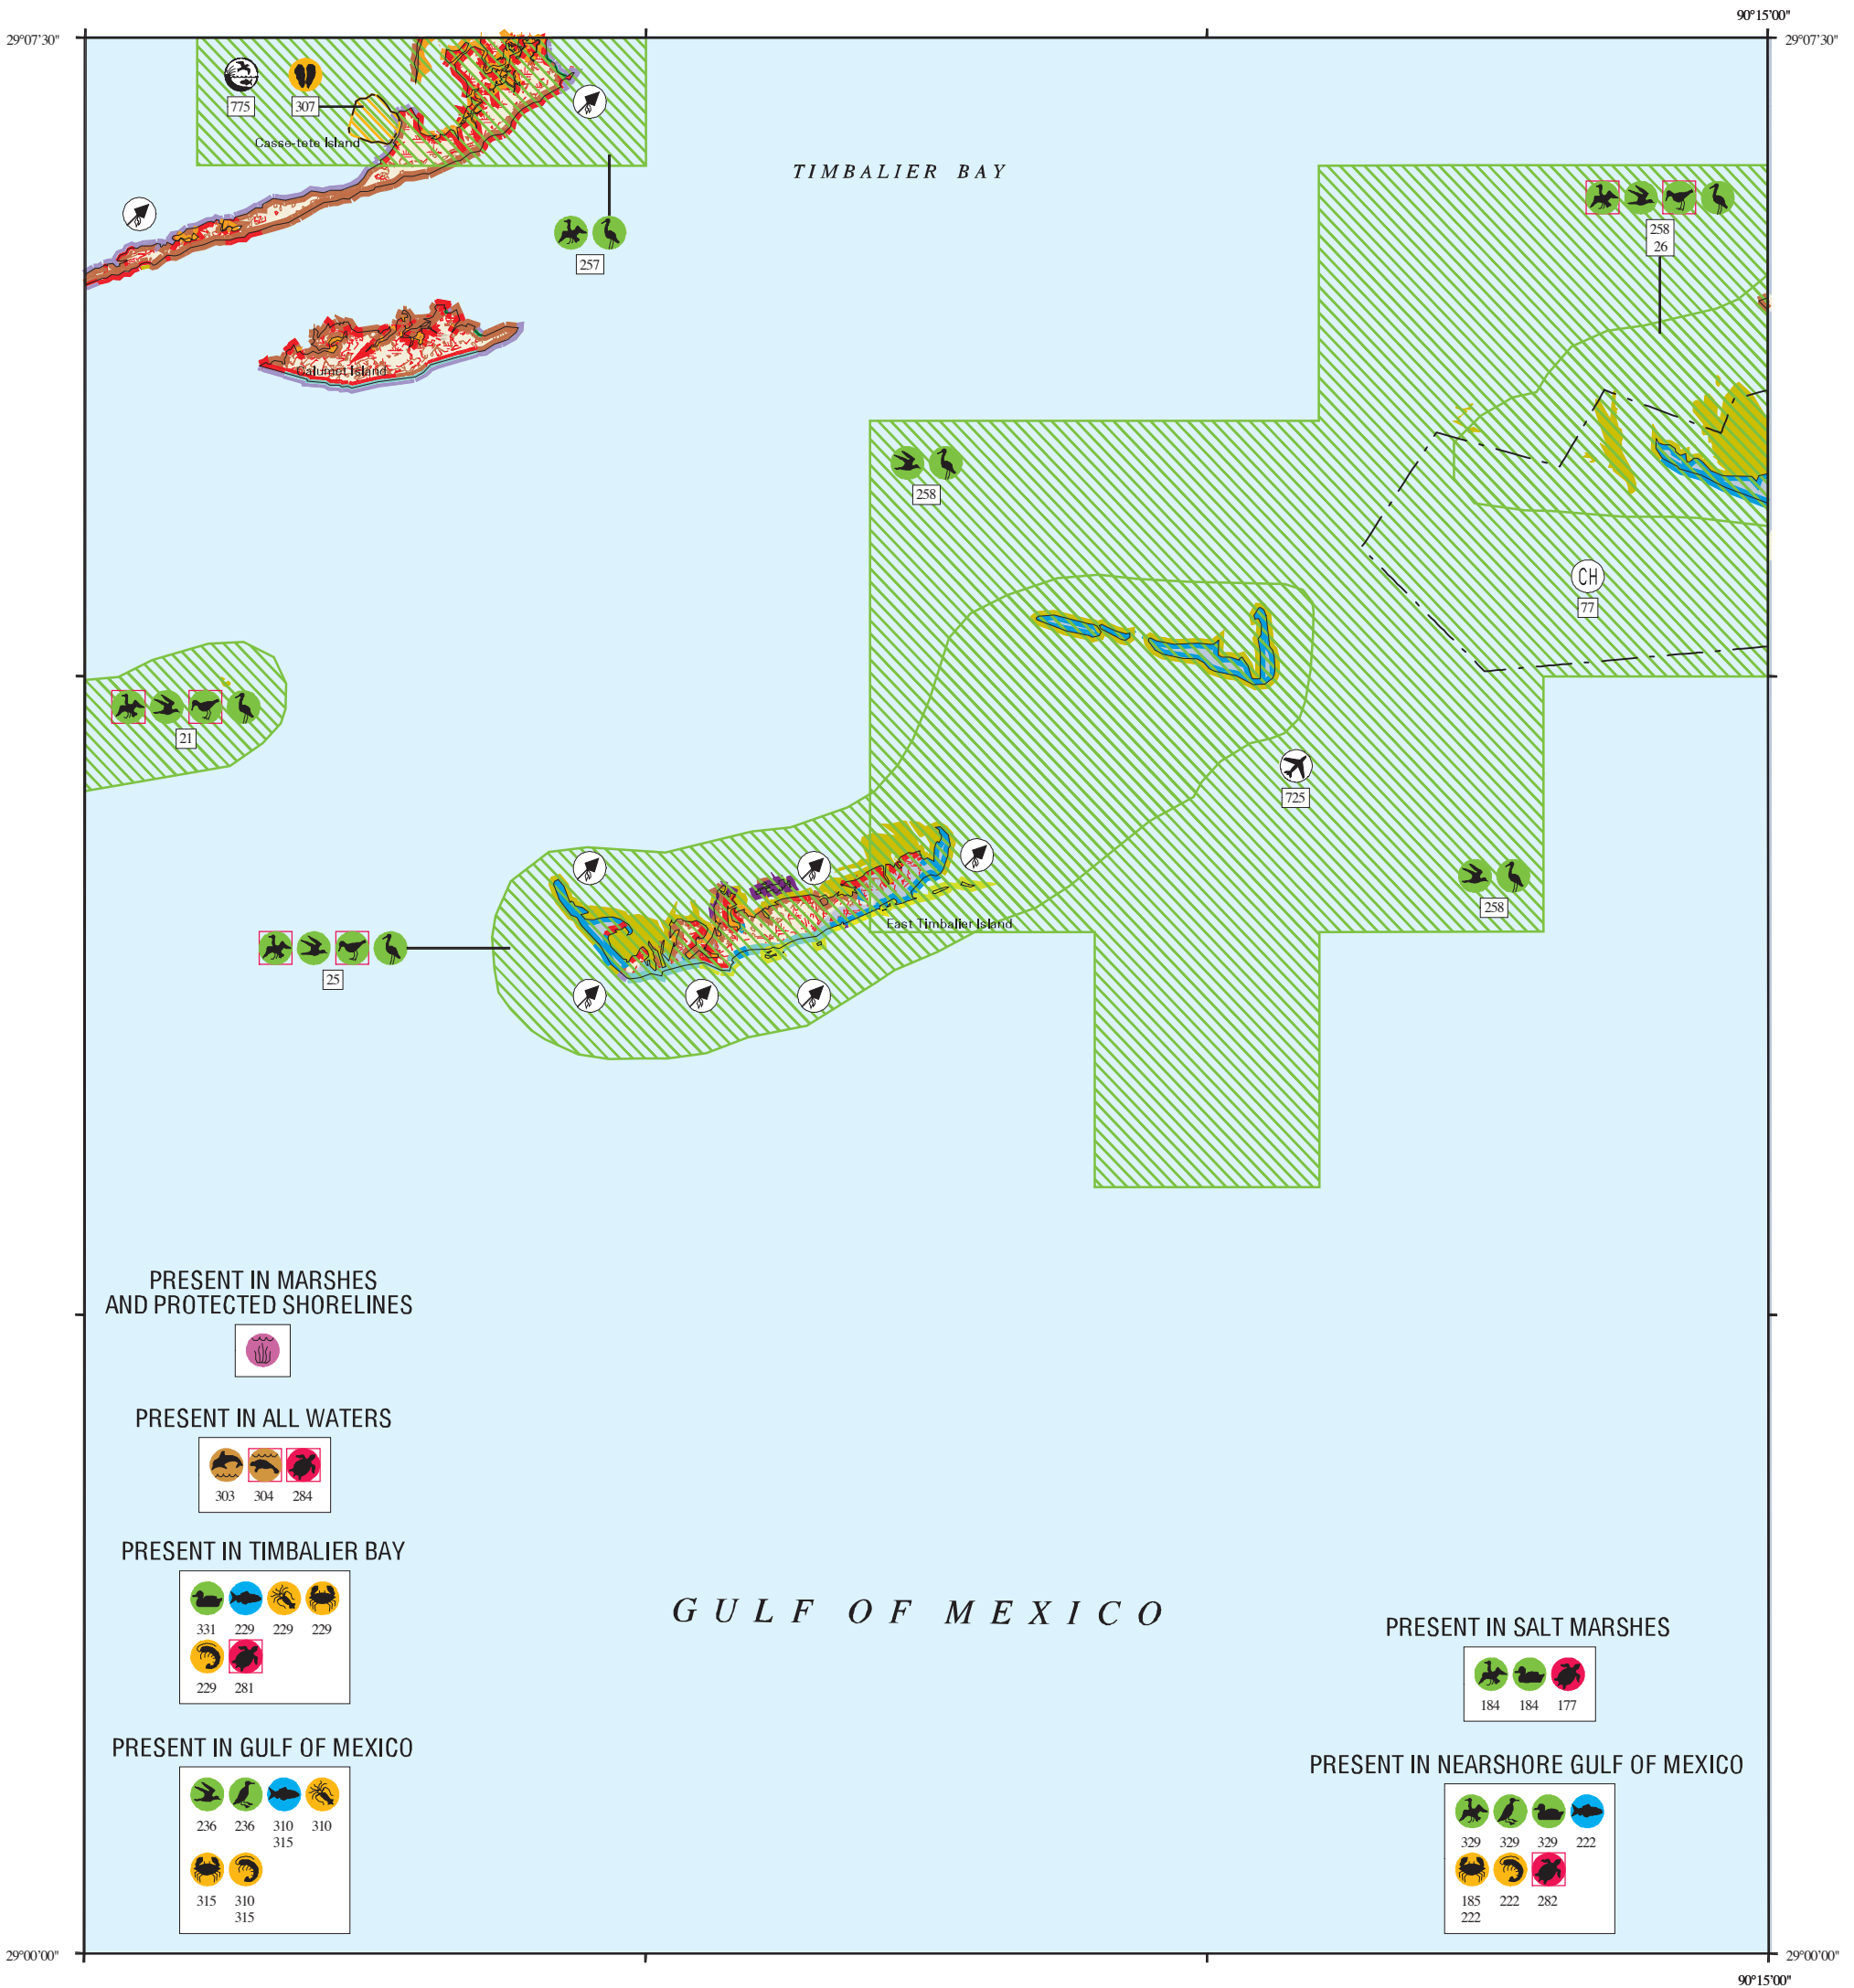 90°15'00"
29°07'30"
29°07'30"
775
307
Casse-tete Island
TIMBALIER BAY
257
258
26
Calumet Island
258
CH
77
21
725
258
East Timbalier Island
25
PRESENT IN MARSHES
AND PROTECTED SHORELINES
PRESENT IN ALL WATERS
303 304 284
PRESENT IN TIMBALIER BAY
331 229 229 229
229 281
PRESENT IN GULF OF MEXICO
236 236 310 310
315
315 310
315
GULF OF MEXICO
PRESENT IN SALT MARSHES
184 184 177
PRESENT IN NEARSHORE GULF OF MEXICO
329 329 329 222
185 222 282
222
29°00'00"
29°00'00"
90°15'00"